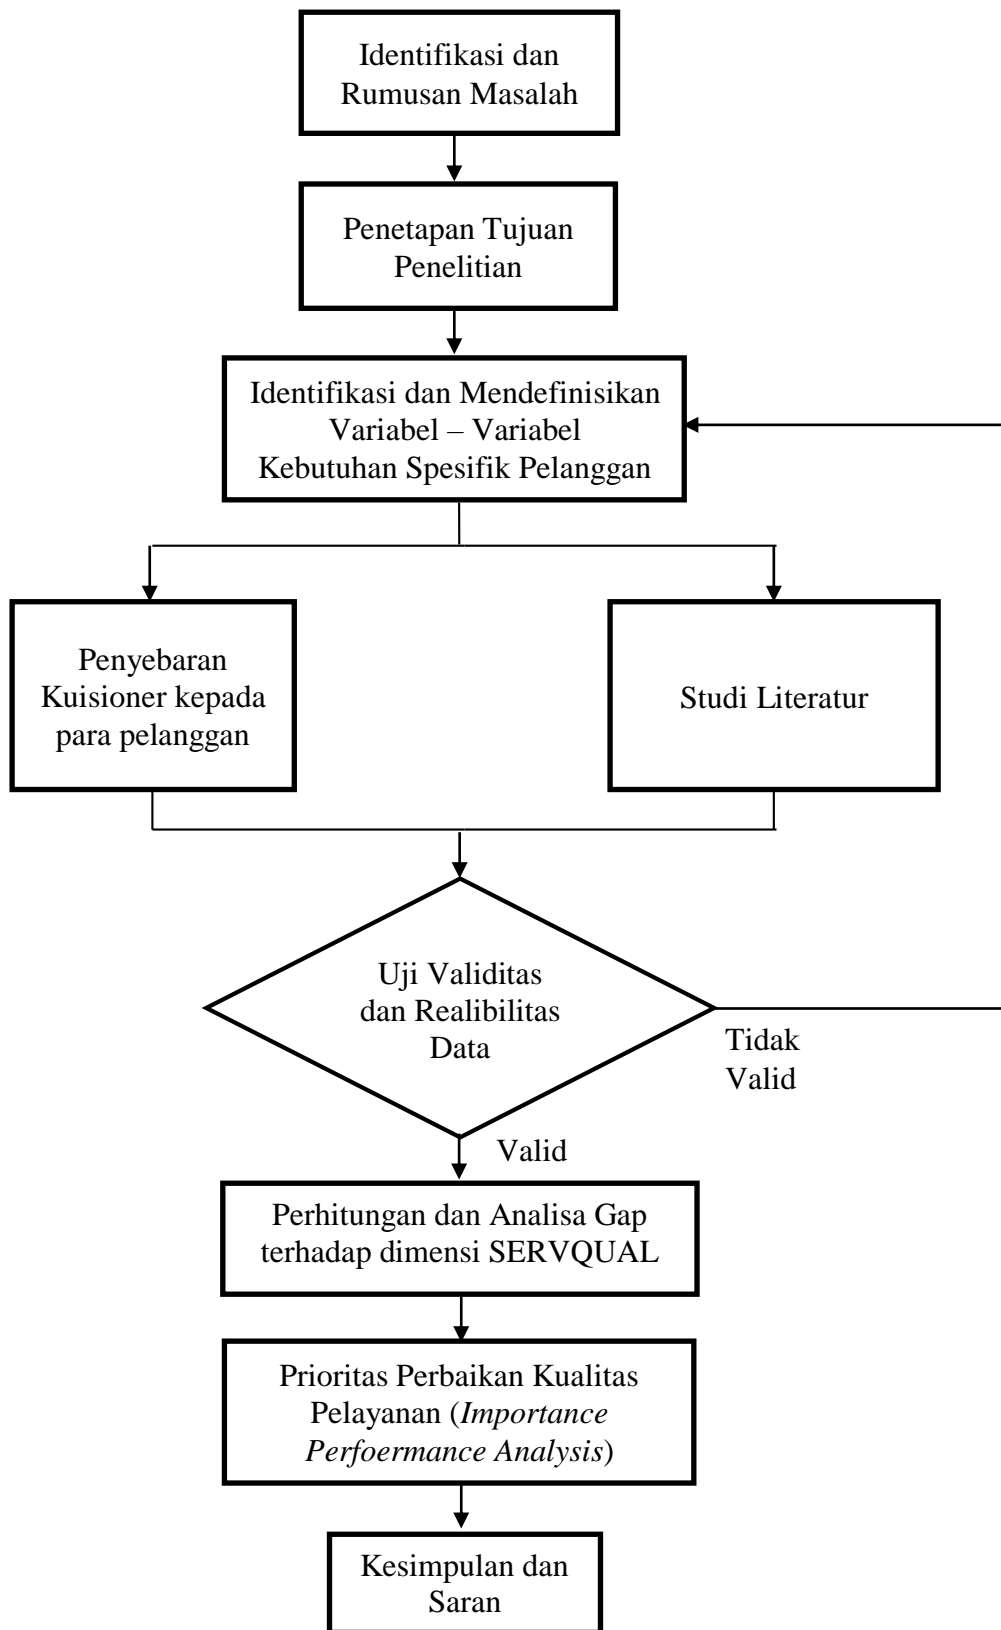 Identifikasi dan
Rumusan Masalah
Penetapan Tujuan
Penelitian
Identifikasi dan Mendefinisikan
Variabel – Variabel
Kebutuhan Spesifik Pelanggan
Penyebaran
Kuisioner kepada
para pelanggan
Studi Literatur
Uji Validitas
dan Realibilitas
Data
Tidak
Valid
Valid
Perhitungan dan Analisa Gap
terhadap dimensi SERVQUAL
Prioritas Perbaikan Kualitas
Pelayanan (Importance
Perfoermance Analysis)
Kesimpulan dan
Saran